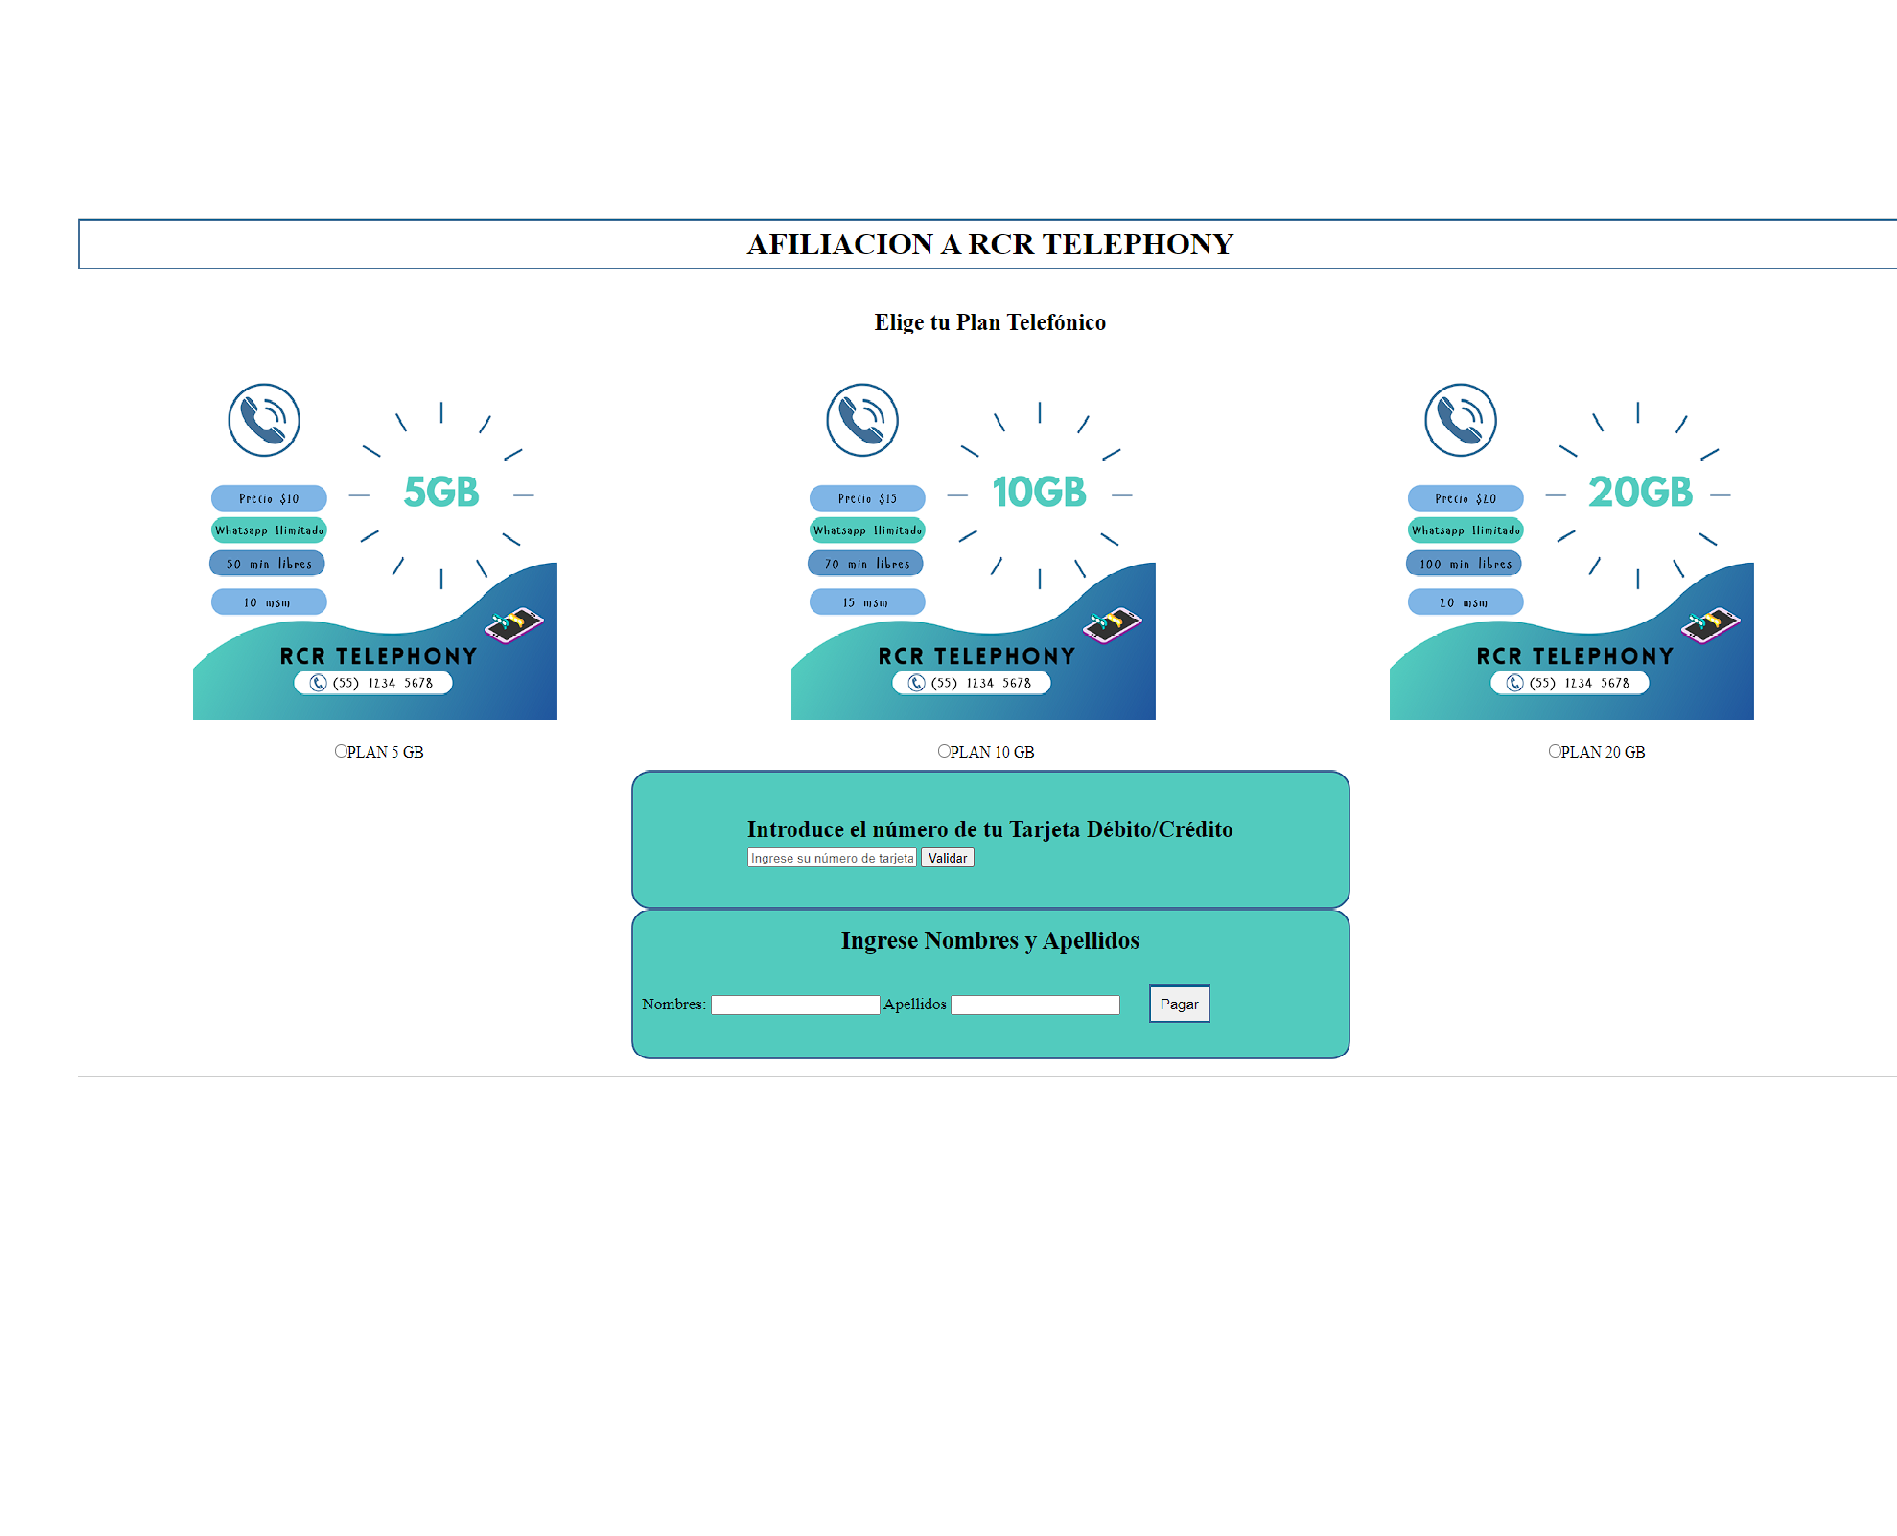 AFILIACION A RCR TELEPHONY
Elige tu Plan Telefónico
5GB
Precio $10
Whatsapp Ilimitado
50 min libres
10 msm
RCR TELEPHONY
(55) 1234 5678
PLAN 5 GB
10GB
Precio $15
Whatsapp Ilimitado
70 min libres
15 msm
RCR TELEPHONY
(55) 1234 5678
PLAN 10 GB
20GB
Precio $20
Whatsapp Ilimitado
100 min libres
20 msm
RCR TELEPHONY
(55) 1234 5678
PLAN 20 GB
Introduce el número de tu Tarjeta Débito/Crédito
Ingrese su número de tarjeta Validar
Ingrese Nombres y Apellidos
Nombres: Apellidos Pagar